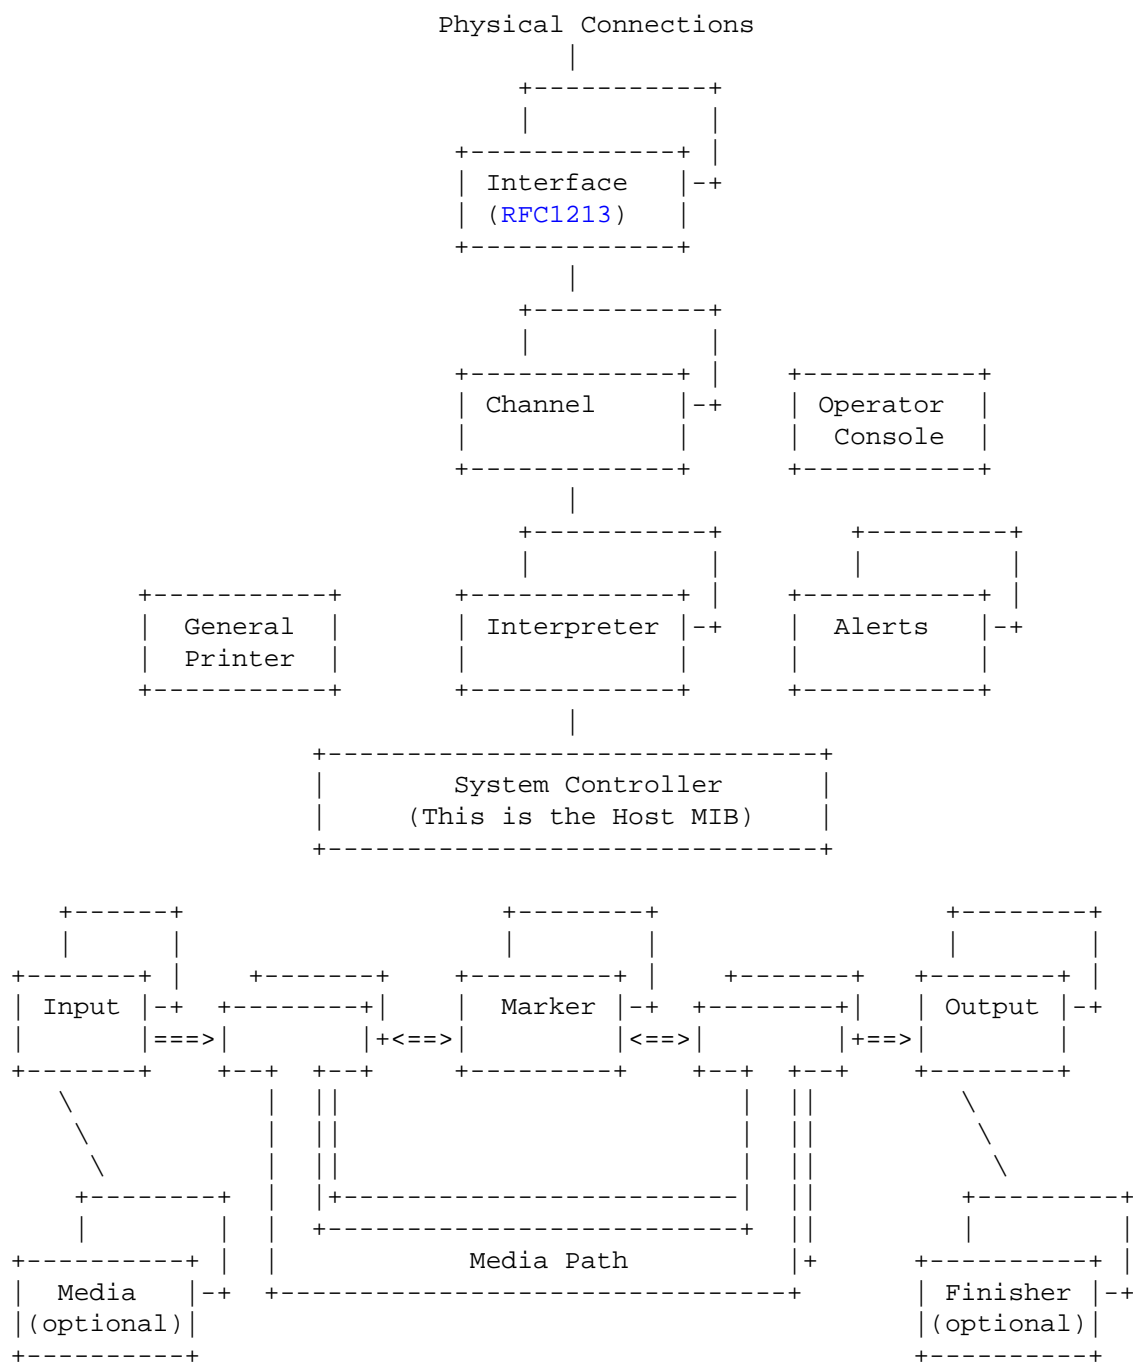 Physical Connections
Interface
(RFC1213)
Channel
Operator
Console
General
Printer
Interpreter
Alerts
System Controller
(This is the Host MIB)
Input
Marker
Output
Media Path
Media
(optional)
Finisher
(optional)